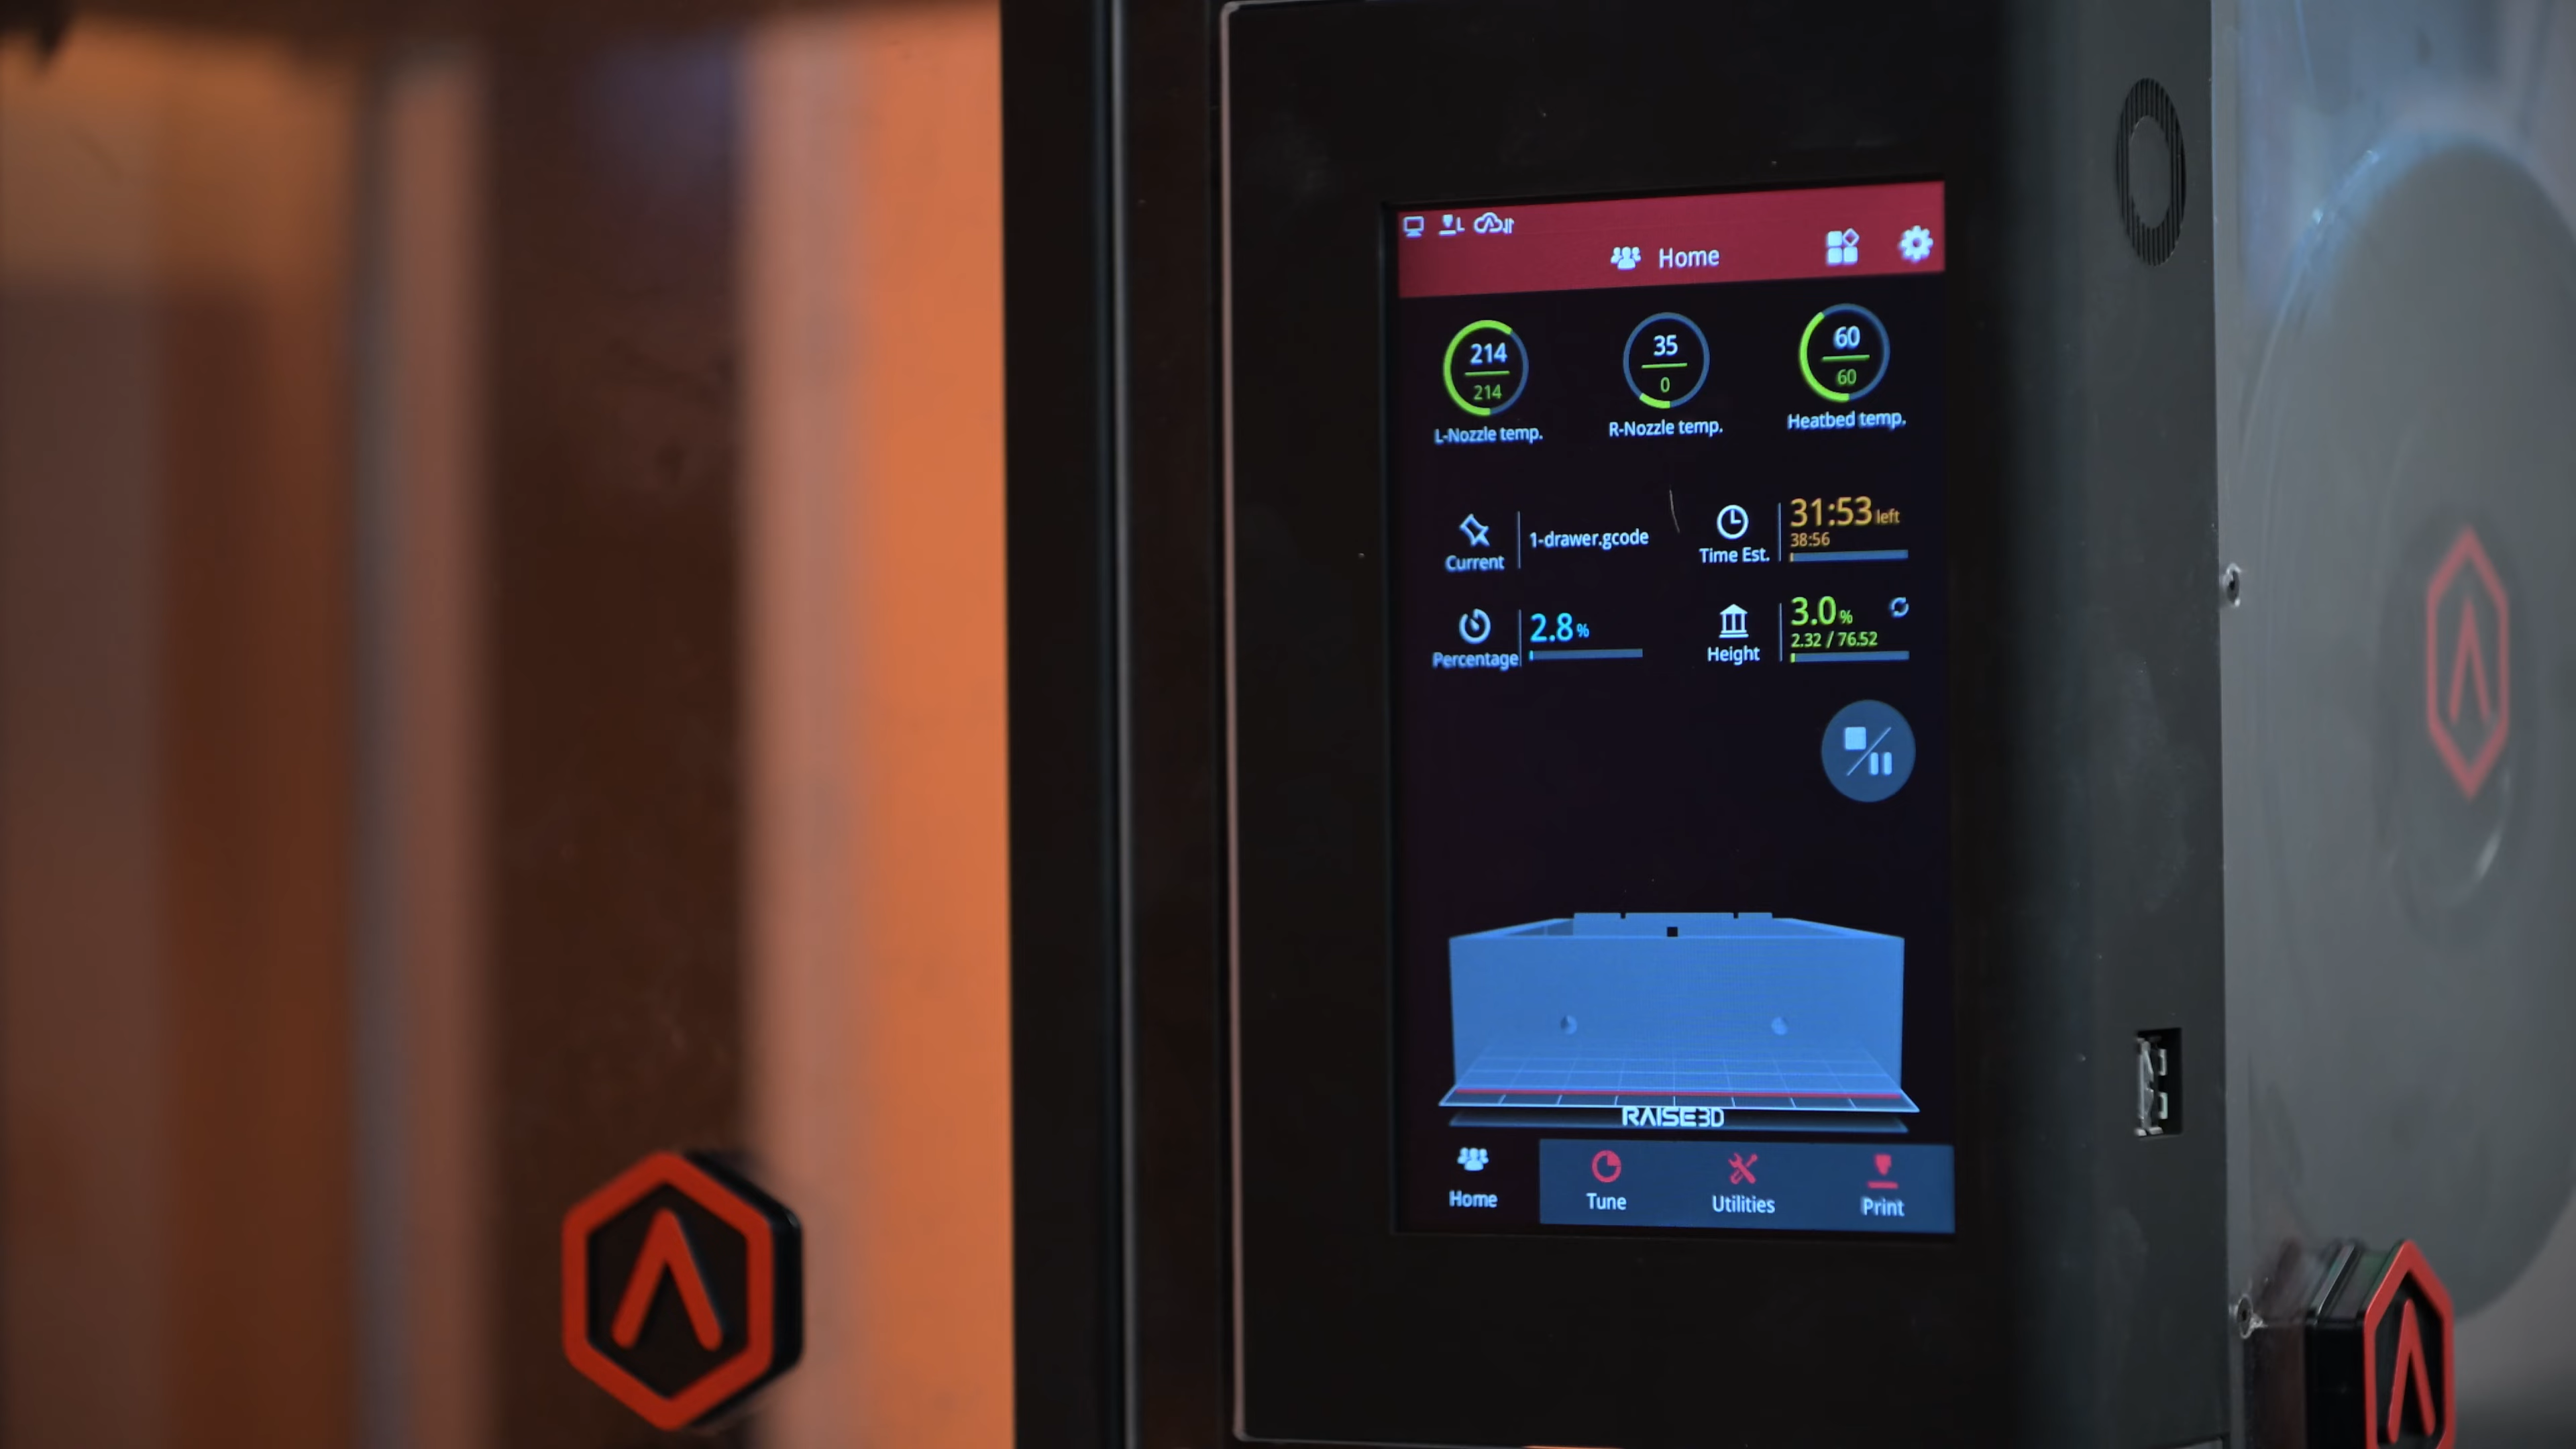 L
Home
214
214
L-Nozzle temp.
35
0
R-Nozzle temp.
60
60
Heatbed temp.
Current
1-drawer.gcode
Time Est.
31:53 left
38:56
Percentage
2.8 %
Height
3.0 %
2.32 / 76.52
RAISE3D
Home
Tune
Utilities
Print